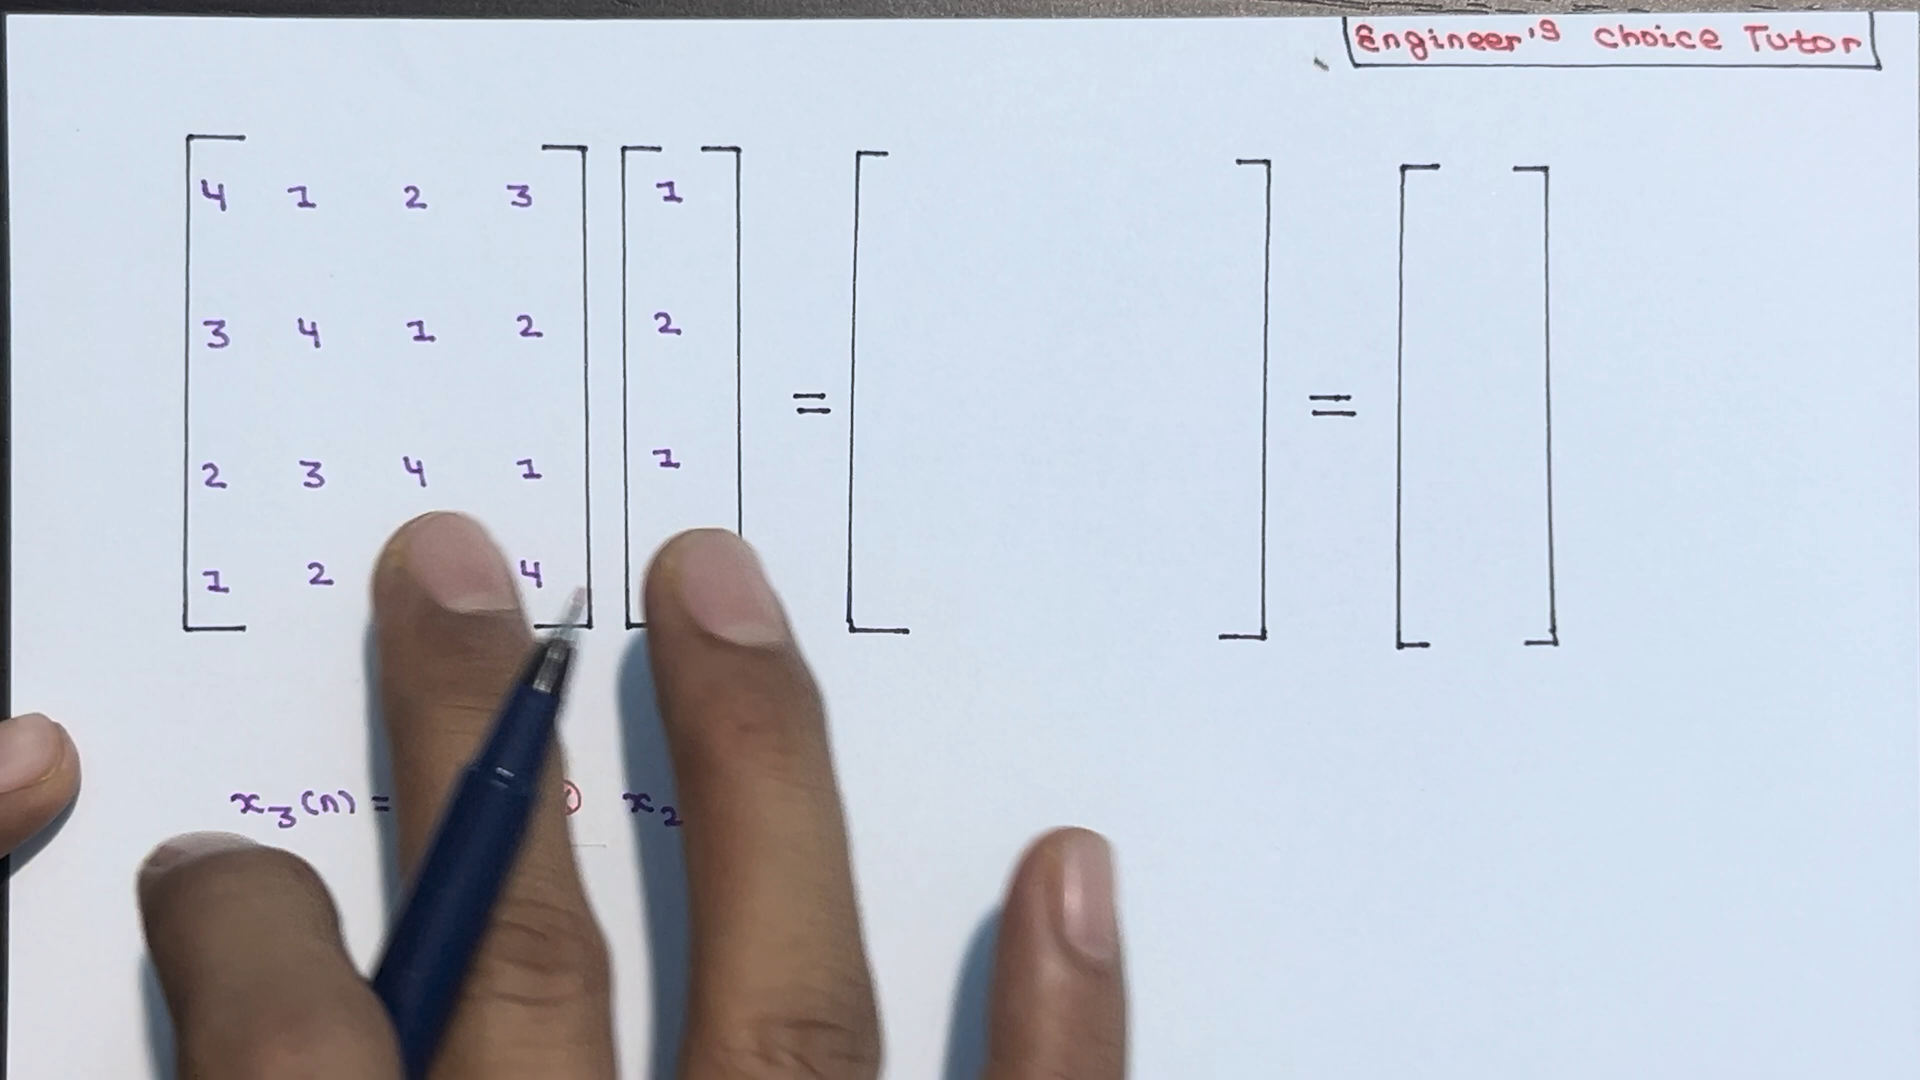 Engineer's Choice Tutor
4 1 2 3 1
3 4 1 2 2
= =
2 3 4 1 1
1 2 4
x₃(n) = x₂